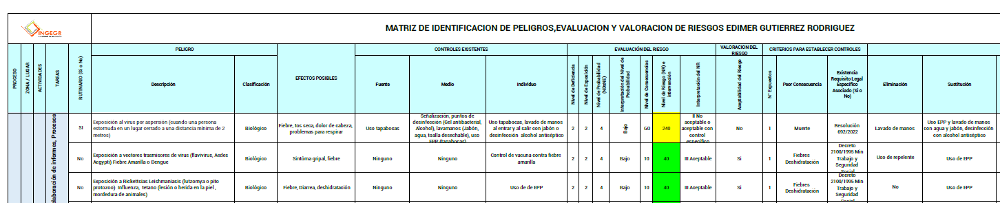 INGEGR
MATRIZ DE IDENTIFICACION DE PELIGROS,EVALUACION Y VALORACION DE RIESGOS EDIMER GUTIERREZ RODRIGUEZ
PROCESO
ZONA / LUGAR
ACTIVIDADES
TAREAS
RUTINARIO (Si o No)
PELIGRO
Descripción
Clasificación
EFECTOS POSIBLES
CONTROLES EXISTENTES
Fuente
Medio
Individuo
EVALUACIÓN DEL RIESGO
Nivel de Deficiencia
Nivel de Exposición
Nivel de Probabilidad
(NDxNE)
Interpretación del Nivel de
Probabilidad
Nivel de Consecuencias
Nivel de Riesgo (NR) e
intervención
Interpretación del NR
VALORACION DEL
RIESGO
Aceptabilidad del Riesgo
CRITERIOS PARA ESTABLECER CONTROLES
N° Expuestos
Peor Consecuencia
Existencia
Requisito Legal
Específico
Asociado (Si o
No)
Eliminación
Sustitución
elaboración de informes, Procesos
SI
Exposición al virus por aspersión (cuando una persona
estornuda en un lugar cerrado a una distancia mínima de 2
metros)
Biológico
Fiebre, tos seca, dolor de cabeza,
problemas para respirar
Uso tapabocas
Señalización, puntos de
desinfección (Gel antibacterial,
Alcohol), lavamanos (Jabón,
agua, toalla desechable), uso
EPP (tapabocas)
Uso tapabocas, lavado de manos
al entrar y al salir con jabón o
desinfección alcohol antiséptico
2
2
4
Bajo
60
240
II No
aceptable o
aceptable con
control
específico
No
1
Muerte
Resolución
692/2022
Lavado de manos
Uso EPP y lavado de manos
con agua y jabón, desinfección
con alcohol antiséptico
No
Exposición a vectores trasmisores de virus (flavivirus, Aedes
Aegypti) Fiebre Amarilla o Dengue
Biológico
Sintóma gripal, fiebre
Ninguno
Ninguno
Control de vacuna contra fiebre
amarilla
2
2
4
Bajo
10
40
III Aceptable
Si
1
Fiebres
Deshidratación
Decreto
2100/1995 Min
Trabajo y
Seguridad
Social
Uso de repelente
Uso de EPP
No
Exposición a Rickettsias Leishmaniasis (lutzomya o pito
protozoo) Influenza, tetano (lesión o herida en la piel ,
mordedura de animales)
Biológico
Fiebre, Diarrea, deshidratación
Ninguno
Ninguno
Uso de de EPP
2
2
4
Bajo
10
40
III Aceptable
Si
1
Fiebres
Deshidratación
Decreto
2100/1995 Min
Trabajo y
Seguridad
Social
No
Uso de EPP